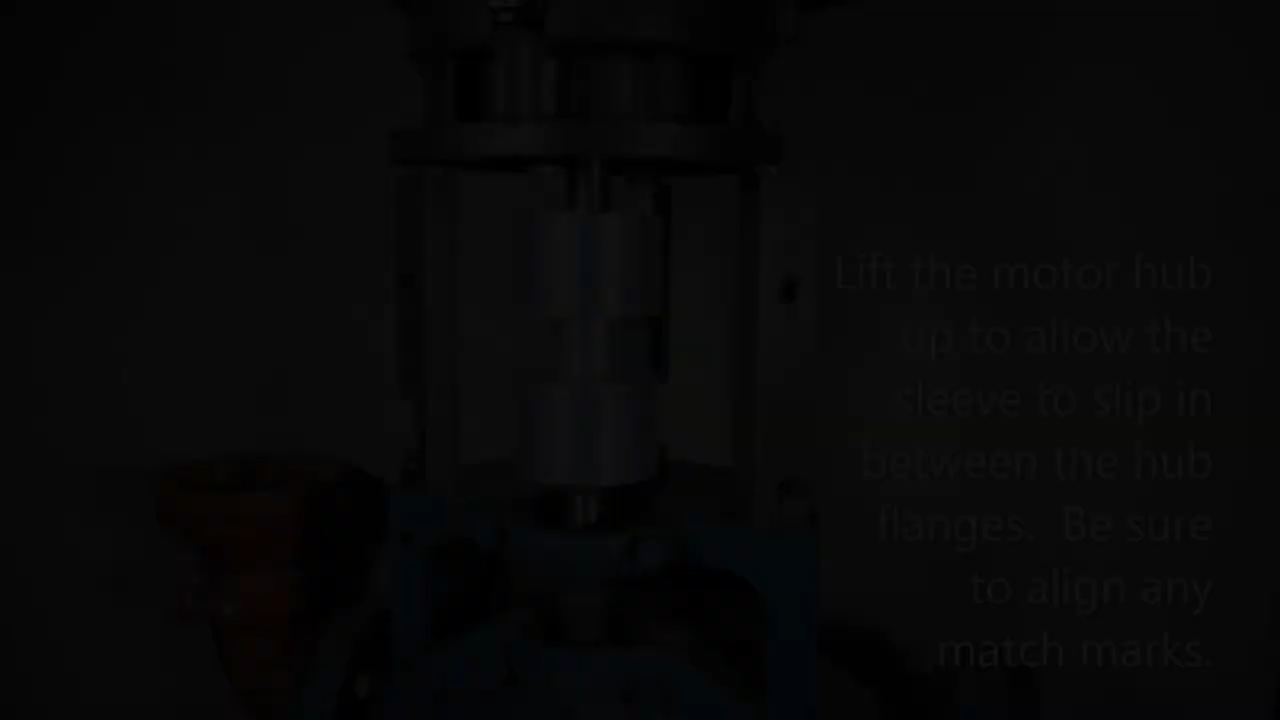 Lift the motor hub
up to allow the
sleeve to slip in
between the hub
flanges. Be sure
to align any
match marks.